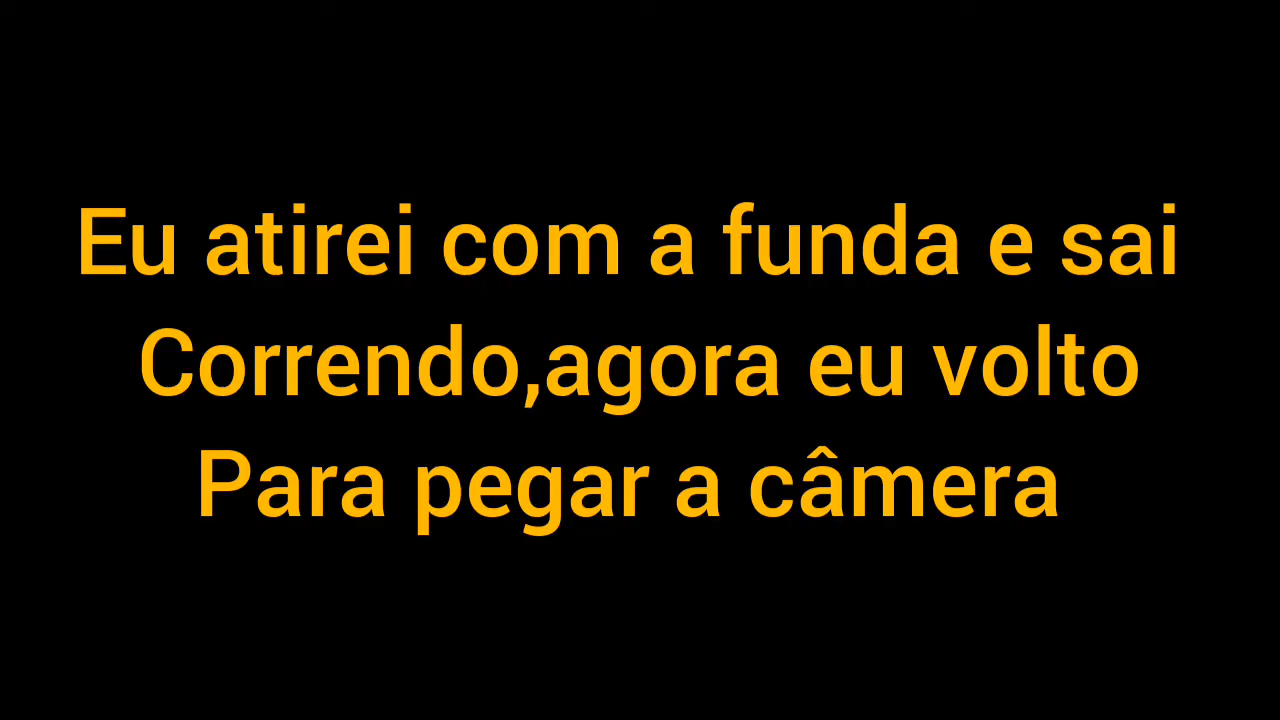 Eu atirei com a funda e sai
Correndo,agora eu volto
Para pegar a câmera